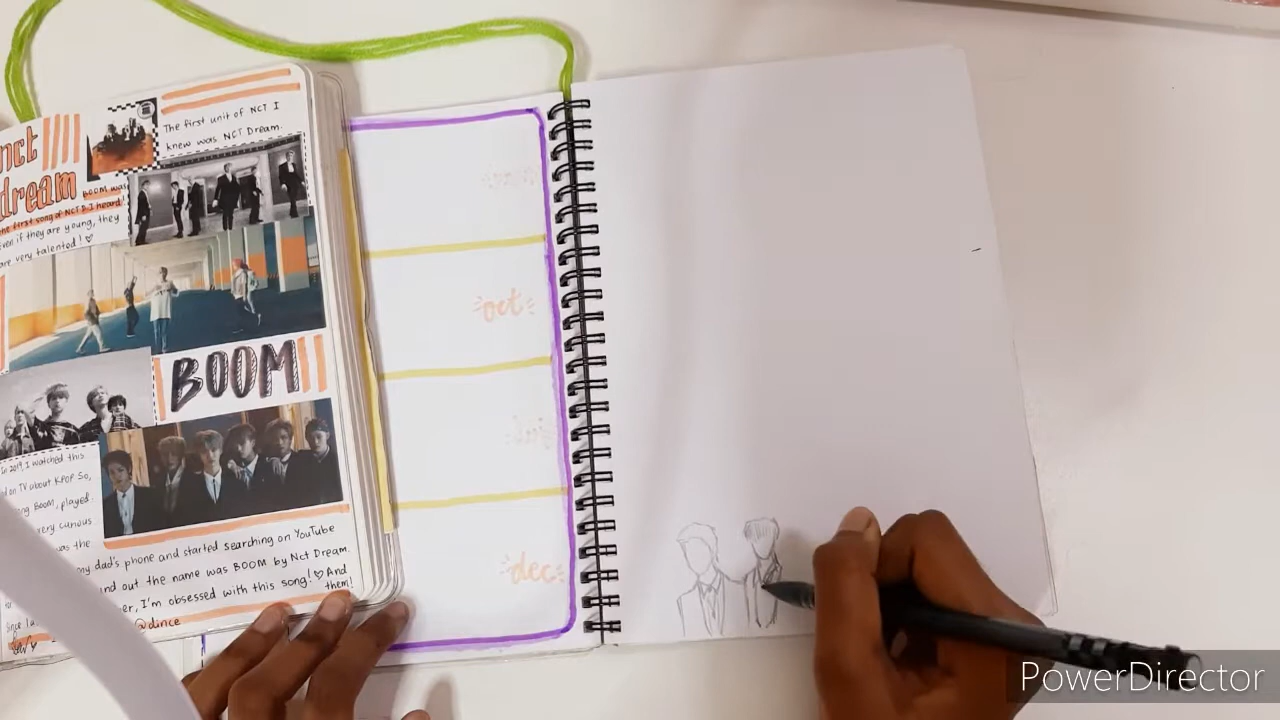 nct
dream
The first unit of NCT I
knew was NCT Dream.
BOOM was
the first song of NCT D I heard!
Even if they are young, they
are very talented!
BOOM
In 2019, I watched this
on TV about KPOP So,
BOOM, played.
very curious
was the
my dad's phone and started searching on YouTube
out the name was BOOM by Nct Dream.
I'm obsessed with this song! And
them!
@dince
oct
dec
PowerDirector